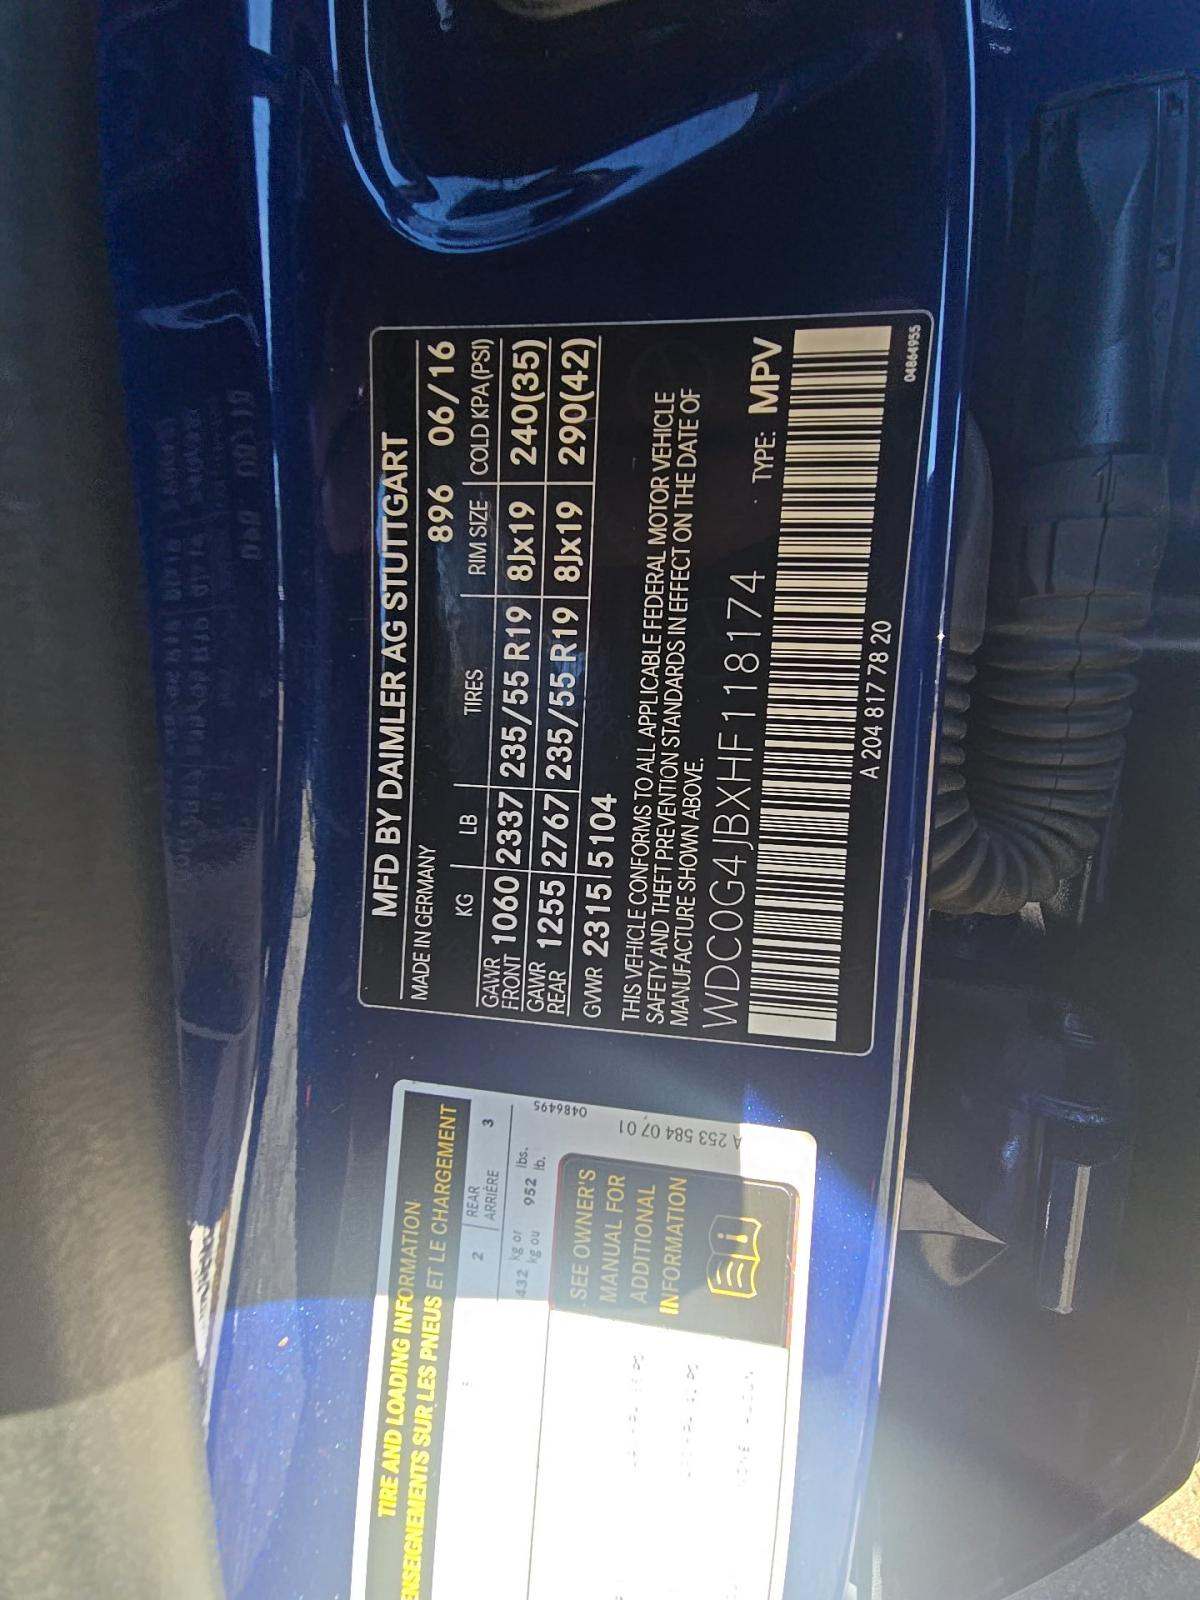 MFD BY DAIMLER AG STUTTGART
MADE IN GERMANY 896 06/16
KG LB TIRES RIM SIZE COLD KPA(PSI)
GAWR FRONT 1060 2337 235/55 R19 8Jx19 240(35)
GAWR REAR 1255 2767 235/55 R19 8Jx19 290(42)
GVWR 2315 5104
THIS VEHICLE CONFORMS TO ALL APPLICABLE FEDERAL MOTOR VEHICLE
SAFETY AND THEFT PREVENTION STANDARDS IN EFFECT ON THE DATE OF
MANUFACTURE SHOWN ABOVE.
WDC0G4JBXHF118174 TYPE: MPV
A 204 817 78 20
04864955
TIRE AND LOADING INFORMATION
ENSEIGNEMENTS SUR LES PNEUS ET LE CHARGEMENT
2 REAR
ARRIÈRE 3
432 kg or 952 lbs.
kg ou lb.
SEE OWNER'S
MANUAL FOR
ADDITIONAL
INFORMATION
A 253 584 07 01
0486495